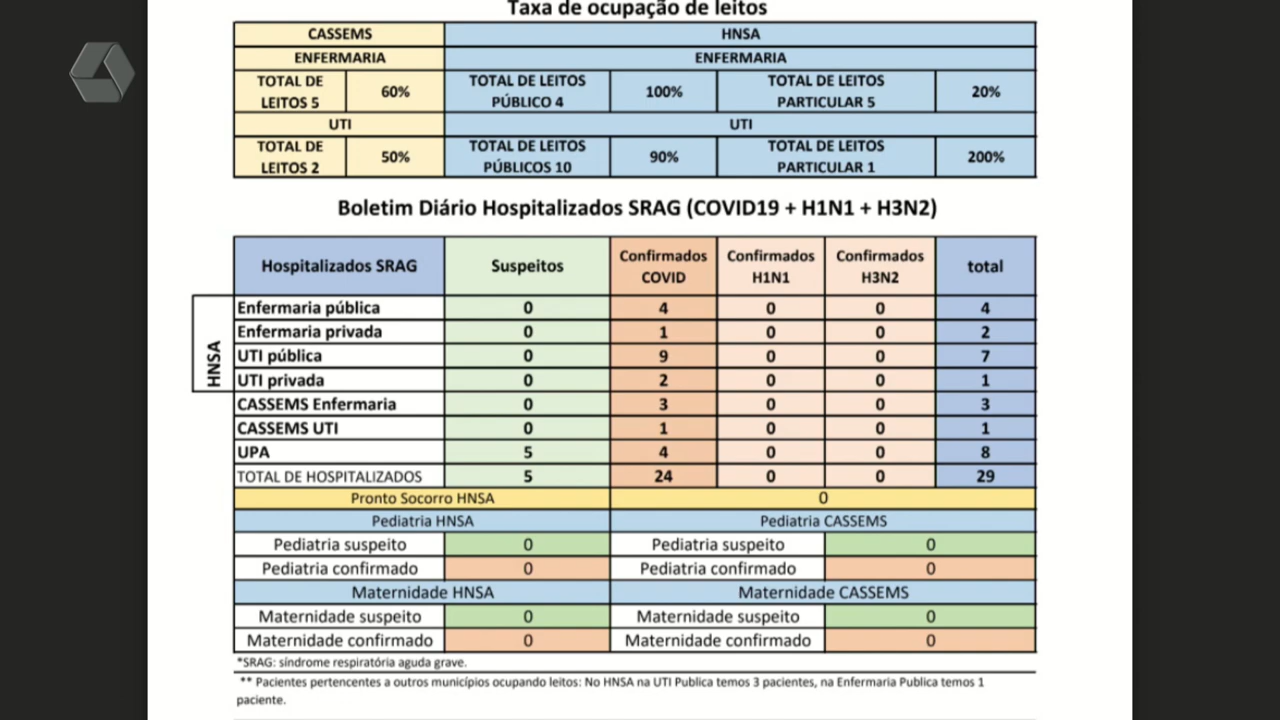 Taxa de ocupação de leitos
CASSEMS HNSA
ENFERMARIA ENFERMARIA
TOTAL DE LEITOS 5 60% TOTAL DE LEITOS PÚBLICO 4 100% TOTAL DE LEITOS PARTICULAR 5 20%
UTI UTI
TOTAL DE LEITOS 2 50% TOTAL DE LEITOS PÚBLICOS 10 90% TOTAL DE LEITOS PARTICULAR 1 200%
Boletim Diário Hospitalizados SRAG (COVID19 + H1N1 + H3N2)
Hospitalizados SRAG Suspeitos Confirmados COVID Confirmados H1N1 Confirmados H3N2 total
HNSA
Enfermaria pública 0 4 0 0 4
Enfermaria privada 0 1 0 0 2
UTI pública 0 9 0 0 7
UTI privada 0 2 0 0 1
CASSEMS Enfermaria 0 3 0 0 3
CASSEMS UTI 0 1 0 0 1
UPA 5 4 0 0 8
TOTAL DE HOSPITALIZADOS 5 24 0 0 29
Pronto Socorro HNSA 0
Pediatria HNSA Pediatria CASSEMS
Pediatria suspeito 0 Pediatria suspeito 0
Pediatria confirmado 0 Pediatria confirmado 0
Maternidade HNSA Maternidade CASSEMS
Maternidade suspeito 0 Maternidade suspeito 0
Maternidade confirmado 0 Maternidade confirmado 0
*SRAG: síndrome respiratória aguda grave.
** Pacientes pertencentes a outros municípios ocupando leitos: No HNSA na UTI Publica temos 3 pacientes, na Enfermaria Publica temos 1
paciente.